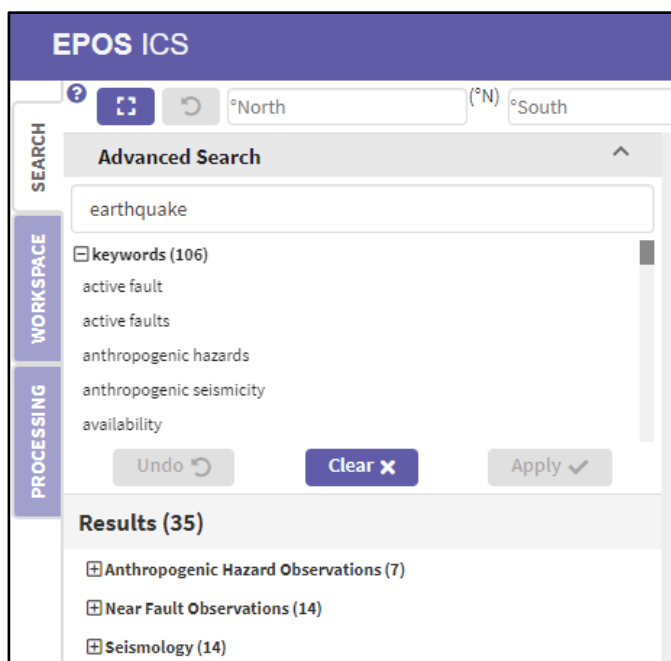 EPOS ICS
? °North (°N) °South
SEARCH
Advanced Search
earthquake
WORKSPACE
keywords (106)
active fault
active faults
anthropogenic hazards
anthropogenic seismicity
availability
PROCESSING
Undo Clear Apply
Results (35)
Anthropogenic Hazard Observations (7)
Near Fault Observations (14)
Seismology (14)